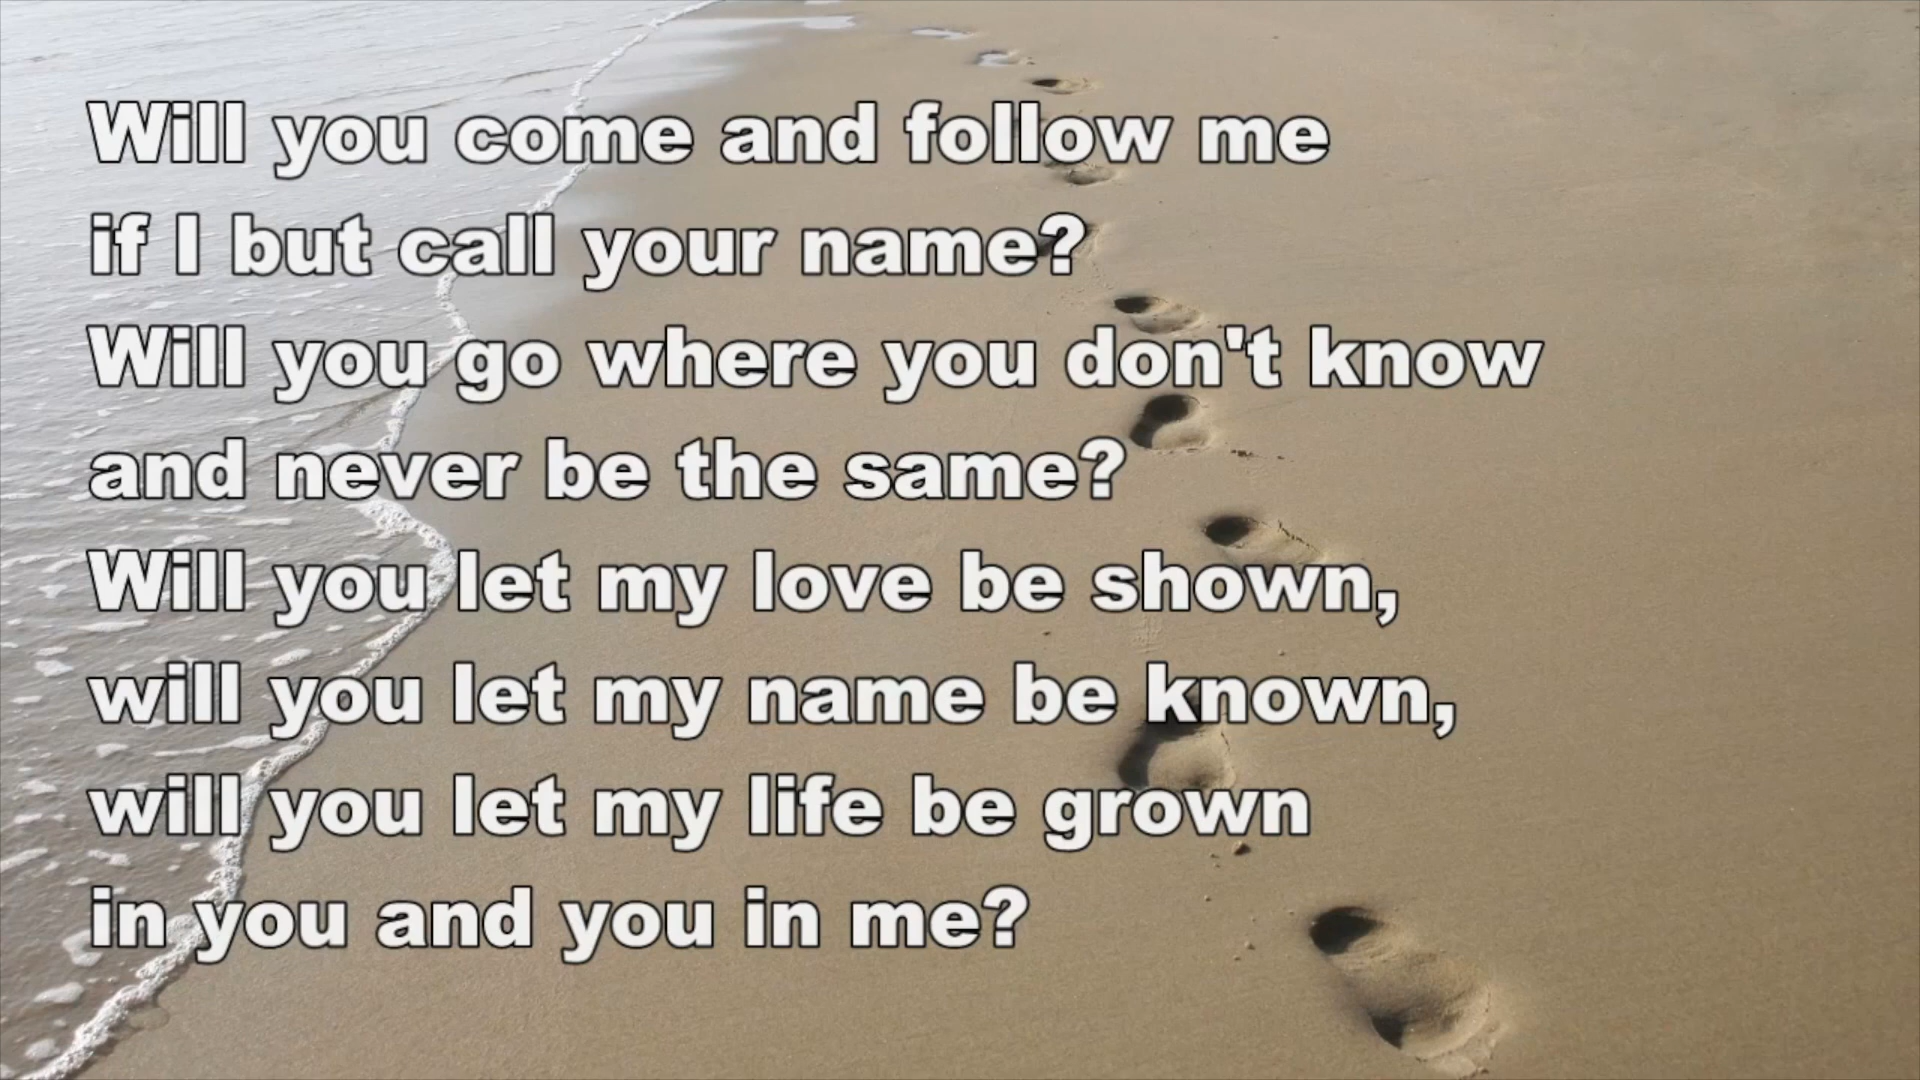 Will you come and follow me
if I but call your name?
Will you go where you don't know
and never be the same?
Will you let my love be shown,
will you let my name be known,
will you let my life be grown
in you and you in me?